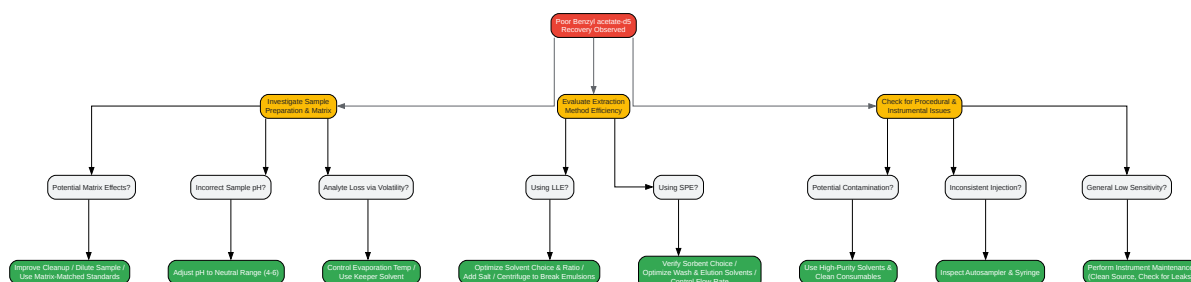 Poor Benzyl acetate-d5
Recovery Observed
Investigate Sample
Preparation & Matrix
Evaluate Extraction
Method Efficiency
Check for Procedural &
Instrumental Issues
Potential Matrix Effects?
Incorrect Sample pH?
Analyte Loss via Volatility?
Using LLE?
Using SPE?
Potential Contamination?
Inconsistent Injection?
General Low Sensitivity?
Improve Cleanup / Dilute Sample /
Use Matrix-Matched Standards
Adjust pH to Neutral Range (4-6)
Control Evaporation Temp /
Use Keeper Solvent
Optimize Solvent Choice & Ratio /
Add Salt / Centrifuge to Break Emulsions
Verify Sorbent Choice /
Optimize Wash & Elution Solvents /
Control Flow Rate
Use High-Purity Solvents &
Clean Consumables
Inspect Autosampler & Syringe
Perform Instrument Maintenance
(Clean Source, Check for Leaks